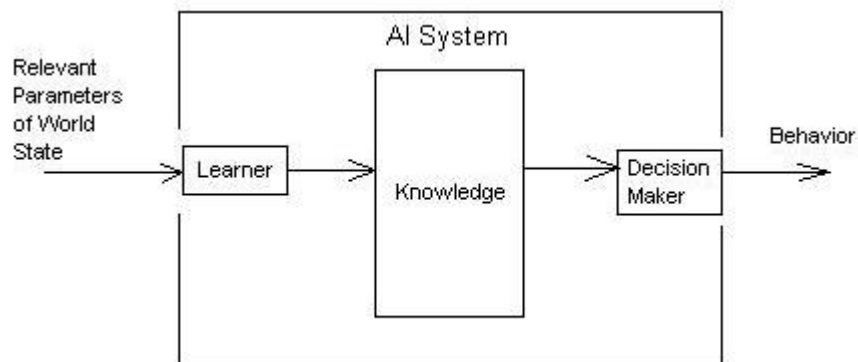 AI System
Relevant
Parameters
of World
State
Learner
Knowledge
Decision
Maker
Behavior